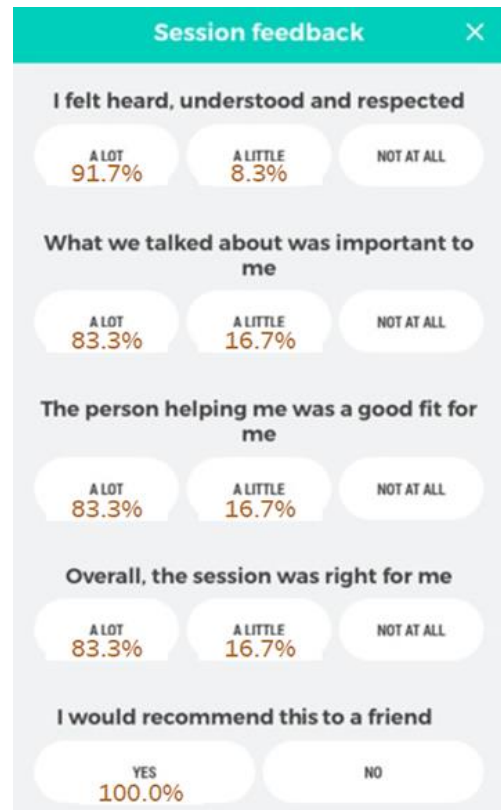 Session feedback ×
I felt heard, understood and respected
A LOT A LITTLE NOT AT ALL
91.7% 8.3%
What we talked about was important to
me
A LOT A LITTLE NOT AT ALL
83.3% 16.7%
The person helping me was a good fit for
me
A LOT A LITTLE NOT AT ALL
83.3% 16.7%
Overall, the session was right for me
A LOT A LITTLE NOT AT ALL
83.3% 16.7%
I would recommend this to a friend
YES NO
100.0%